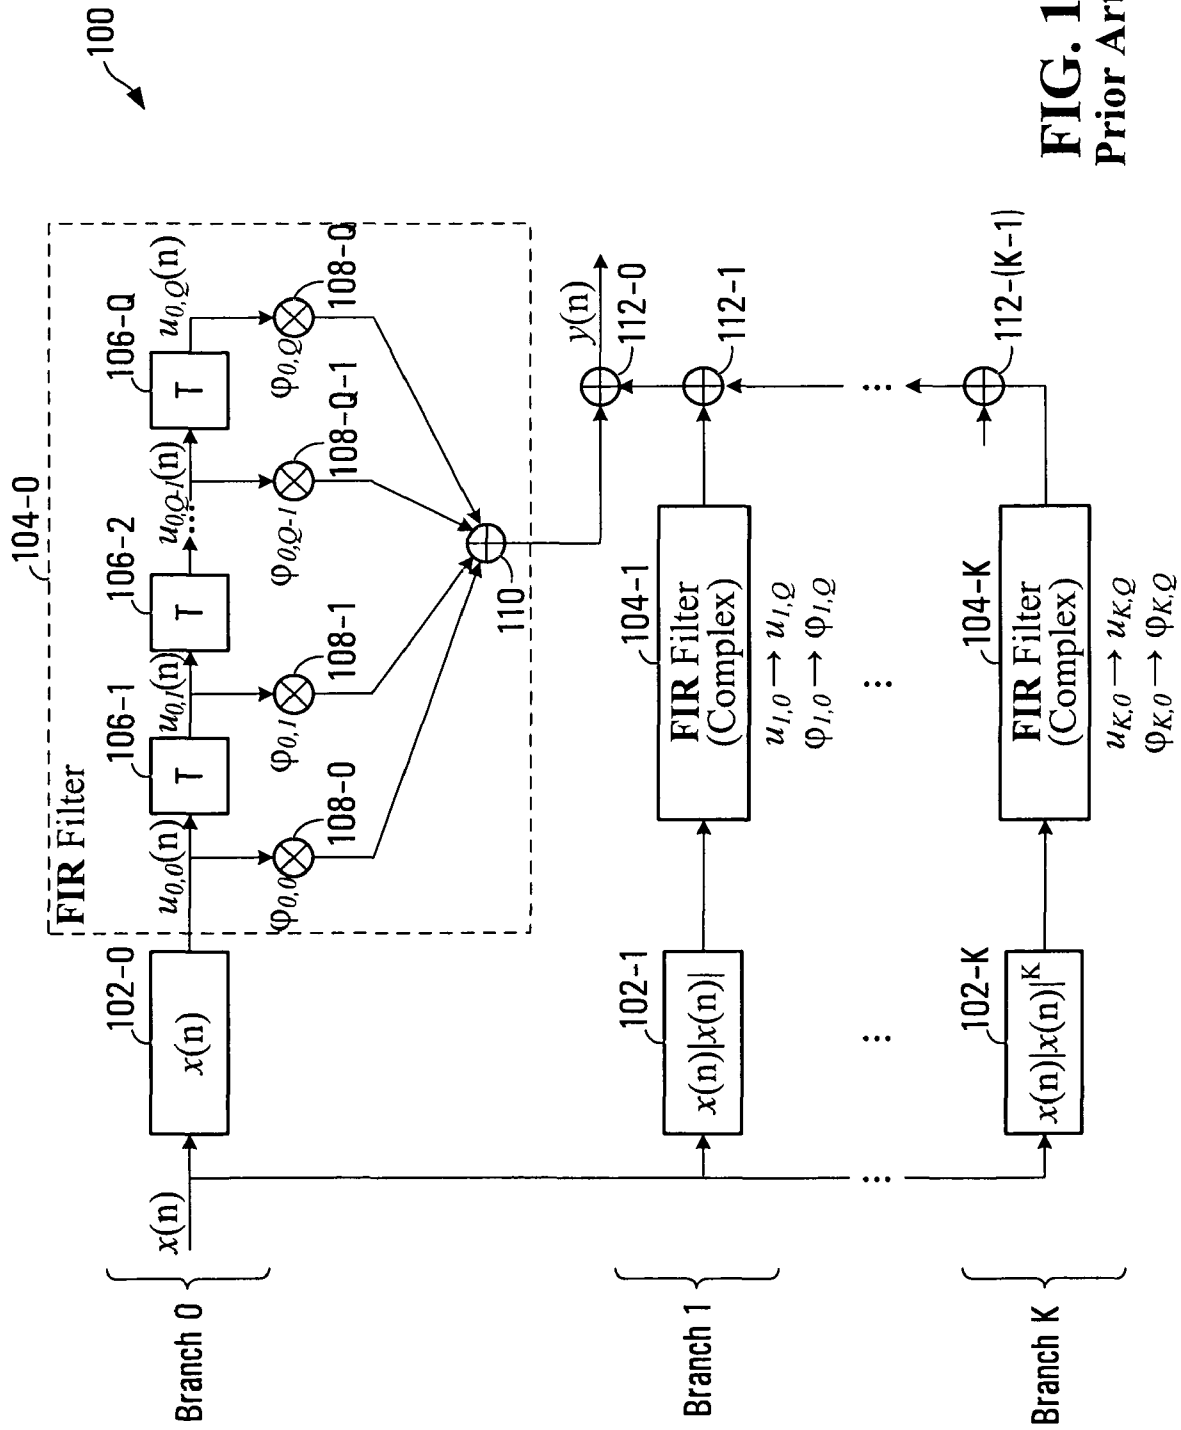 100
104-0
FIR Filter
102-0
106-1
106-2
106-Q
x(n)
x(n)
u0,0(n)
T
u0,1(n)
T
...
u0,Q-1(n)
T
u0,Q(n)
φ0,0
108-0
φ0,1
108-1
φ0,Q-1
108-Q-1
φ0,Q
108-Q
110
y(n)
112-0
Branch 0
102-1
x(n)|x(n)|
104-1
FIR Filter
(Complex)
u1,0→u1,Q
φ1,0→φ1,Q
112-1
Branch 1
...
...
...
...
...
102-K
x(n)|x(n)|K
104-K
FIR Filter
(Complex)
uK,0→uK,Q
φK,0→φK,Q
112-(K-1)
Branch K
FIG. 1
Prior Ar